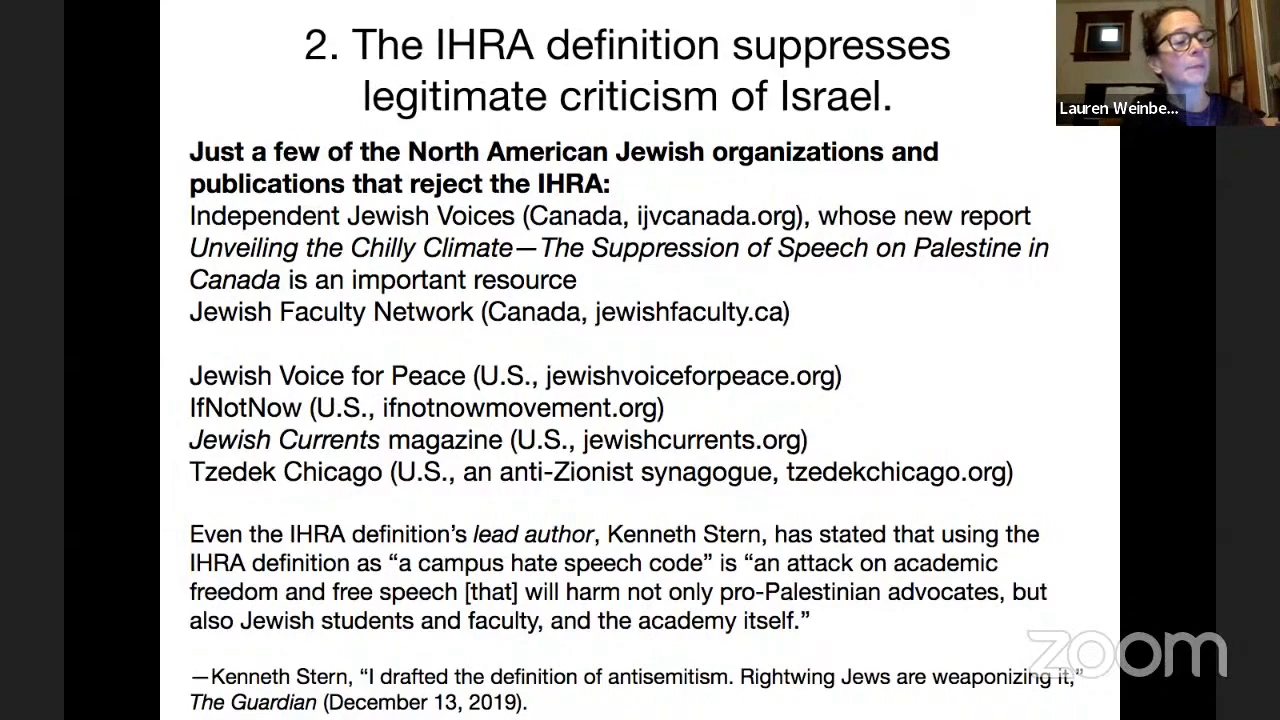 2. The IHRA definition suppresses
legitimate criticism of Israel.
Lauren Weinbe...
Just a few of the North American Jewish organizations and
publications that reject the IHRA:
Independent Jewish Voices (Canada, ijvcanada.org), whose new report
Unveiling the Chilly Climate—The Suppression of Speech on Palestine in
Canada is an important resource
Jewish Faculty Network (Canada, jewishfaculty.ca)
Jewish Voice for Peace (U.S., jewishvoiceforpeace.org)
IfNotNow (U.S., ifnotnowmovement.org)
Jewish Currents magazine (U.S., jewishcurrents.org)
Tzedek Chicago (U.S., an anti-Zionist synagogue, tzedekchicago.org)
Even the IHRA definition’s lead author, Kenneth Stern, has stated that using the
IHRA definition as “a campus hate speech code” is “an attack on academic
freedom and free speech [that] will harm not only pro-Palestinian advocates, but
also Jewish students and faculty, and the academy itself.”
—Kenneth Stern, “I drafted the definition of antisemitism. Rightwing Jews are weaponizing it,”
The Guardian (December 13, 2019).
zoom